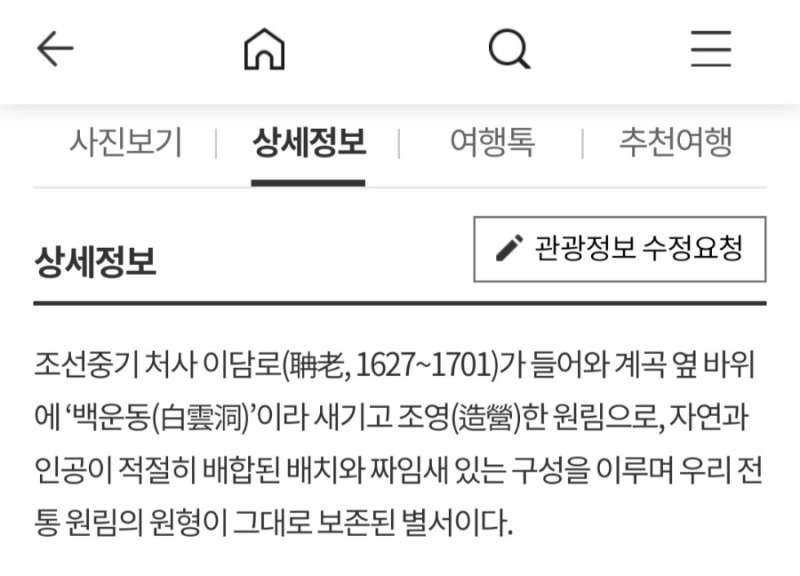 사진보기 | 상세정보 | 여행톡 | 추천여행
상세정보
관광정보 수정요청
조선중기 처사 이담로(聃老, 1627~1701)가 들어와 계곡 옆 바위
에 ‘백운동(白雲洞)’이라 새기고 조영(造營)한 원림으로, 자연과
인공이 적절히 배합된 배치와 짜임새 있는 구성을 이루며 우리 전
통 원림의 원형이 그대로 보존된 별서이다.